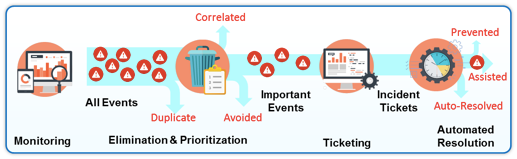 Correlated
Prevented
All Events
Important
Events
Incident
Tickets
Assisted
Duplicate
Avoided
Auto-Resolved
Monitoring
Elimination & Prioritization
Ticketing
Automated
Resolution